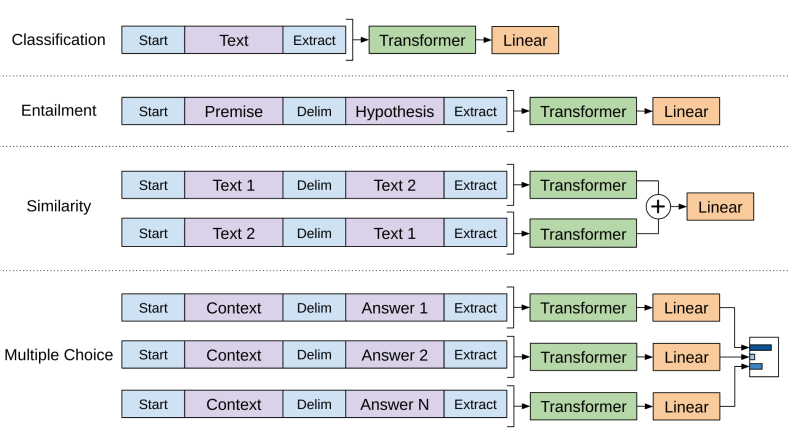 Classification Start Text Extract Transformer Linear
Entailment Start Premise Delim Hypothesis Extract Transformer Linear
Start Text 1 Delim Text 2 Extract Transformer
Similarity + Linear
Start Text 2 Delim Text 1 Extract Transformer
Start Context Delim Answer 1 Extract Transformer Linear
Multiple Choice Start Context Delim Answer 2 Extract Transformer Linear
Start Context Delim Answer N Extract Transformer Linear